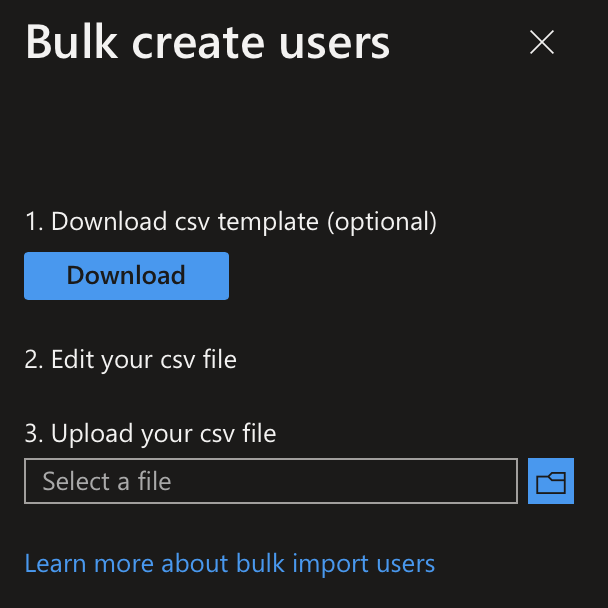 Bulk create users
1. Download csv template (optional)
Download
2. Edit your csv file
3. Upload your csv file
Select a file
Learn more about bulk import users